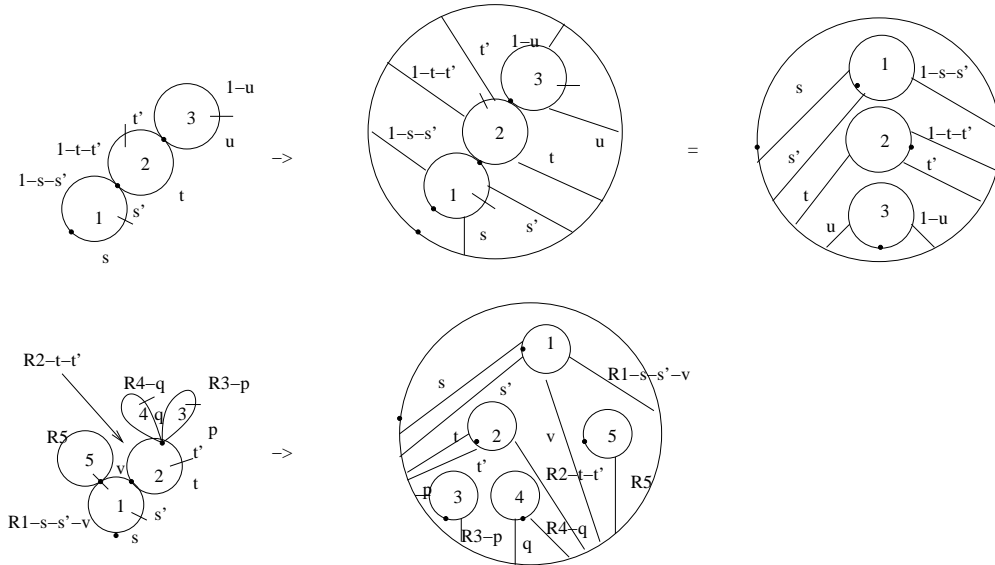 1–u
3
u
t'
1–t–t'
2
t
1–s–s'
1
s'
s
–>
t'
1–u
3
1–t–t'
2
u
1–s–s'
t
1
s
s'
=
1
s
1–s–s'
s'
2
1–t–t'
t'
t
3
u
1–u
R2–t–t'
R4–q
R3–p
4
q
3
p
R5
5
v
t'
2
t
1
s'
R1–s–s'–v
s
–>
1
s
R1–s–s'–v
s'
t
2
v
5
t'
R2–t–t'
R5
p
3
4
R4–q
R3–p
q